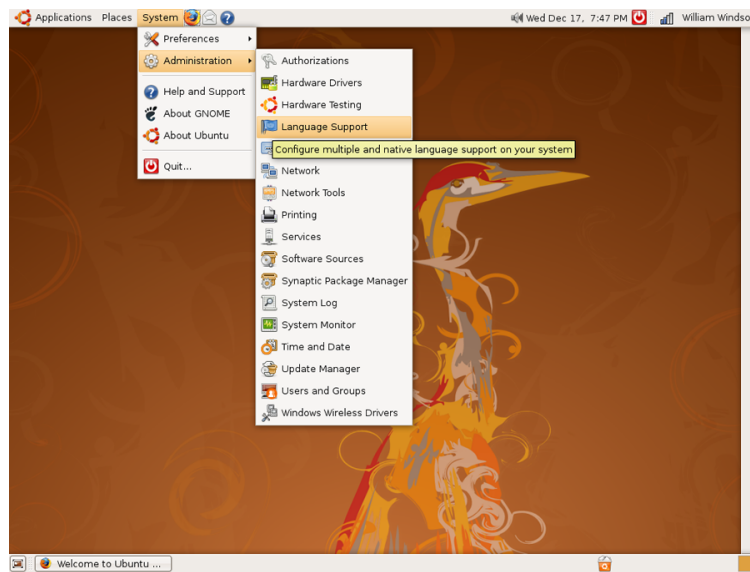 Applications Places System Wed Dec 17, 7:47 PM William Windso
Preferences
Administration
Help and Support
About GNOME
About Ubuntu
Quit...
Authorizations
Hardware Drivers
Hardware Testing
Language Support
Configure multiple and native language support on your system
Network
Network Tools
Printing
Services
Software Sources
Synaptic Package Manager
System Log
System Monitor
Time and Date
Update Manager
Users and Groups
Windows Wireless Drivers
Welcome to Ubuntu ...